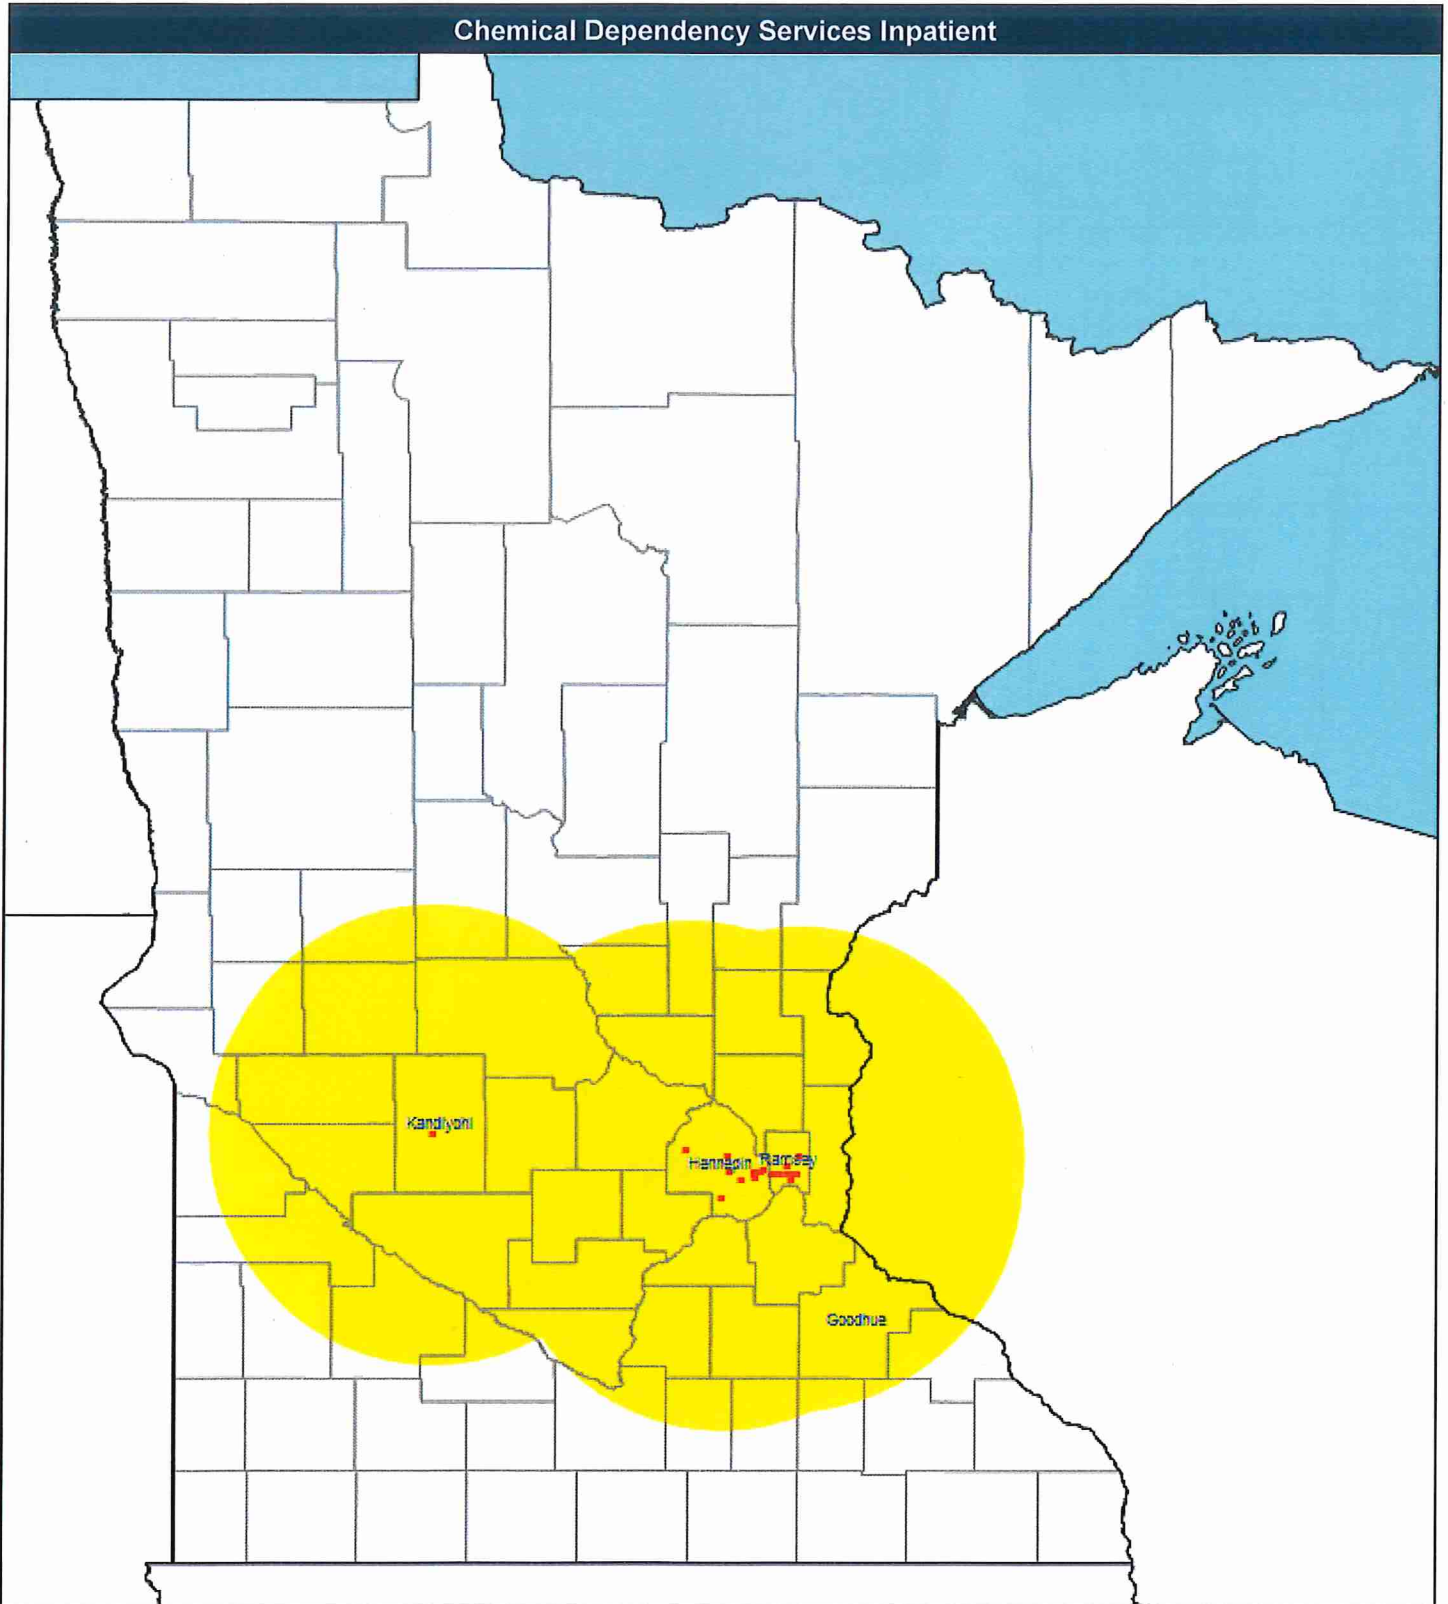 Chemical Dependency Services Inpatient
Kandiyohi
Hennepin
Ramsey
Goodhue